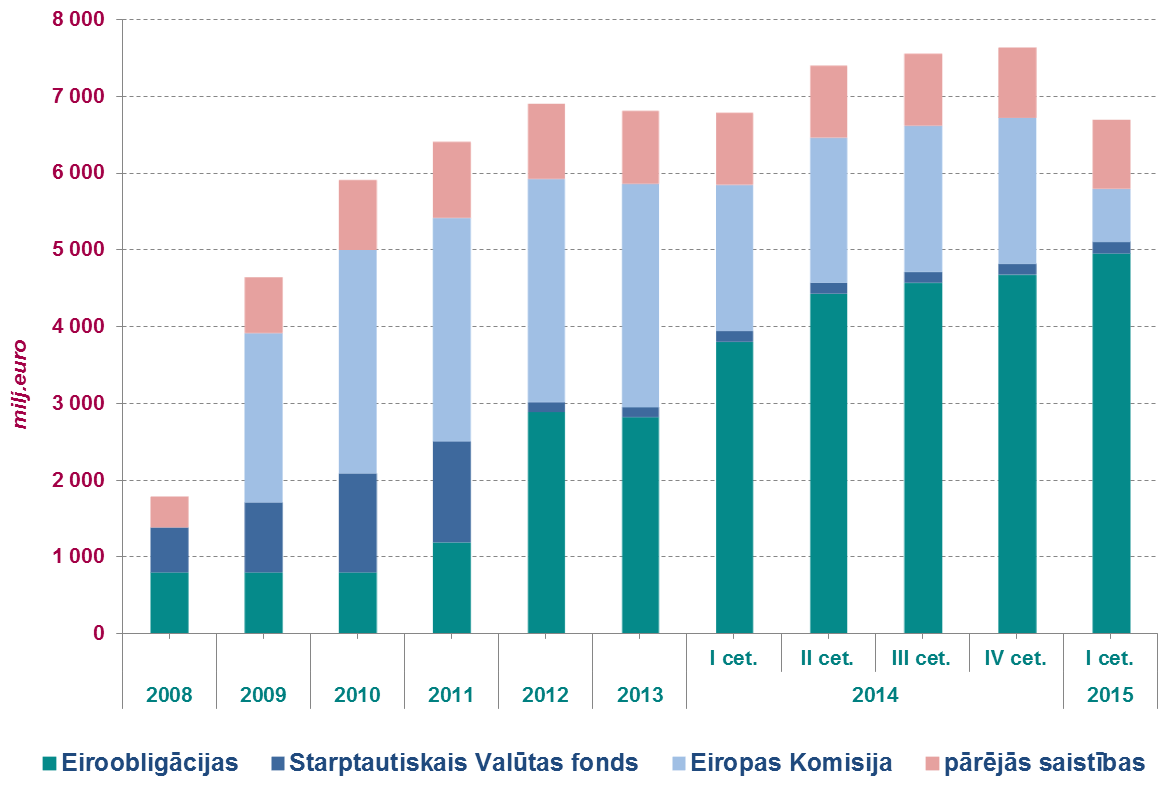 8 000
7 000
6 000
5 000
4 000
3 000
2 000
1 000
0
milj.euro
I cet. II cet. III cet. IV cet. I cet.
2008 2009 2010 2011 2012 2013 2014 2015
Eiroobligācijas Starptautiskais Valūtas fonds Eiropas Komisija pārējās saistības